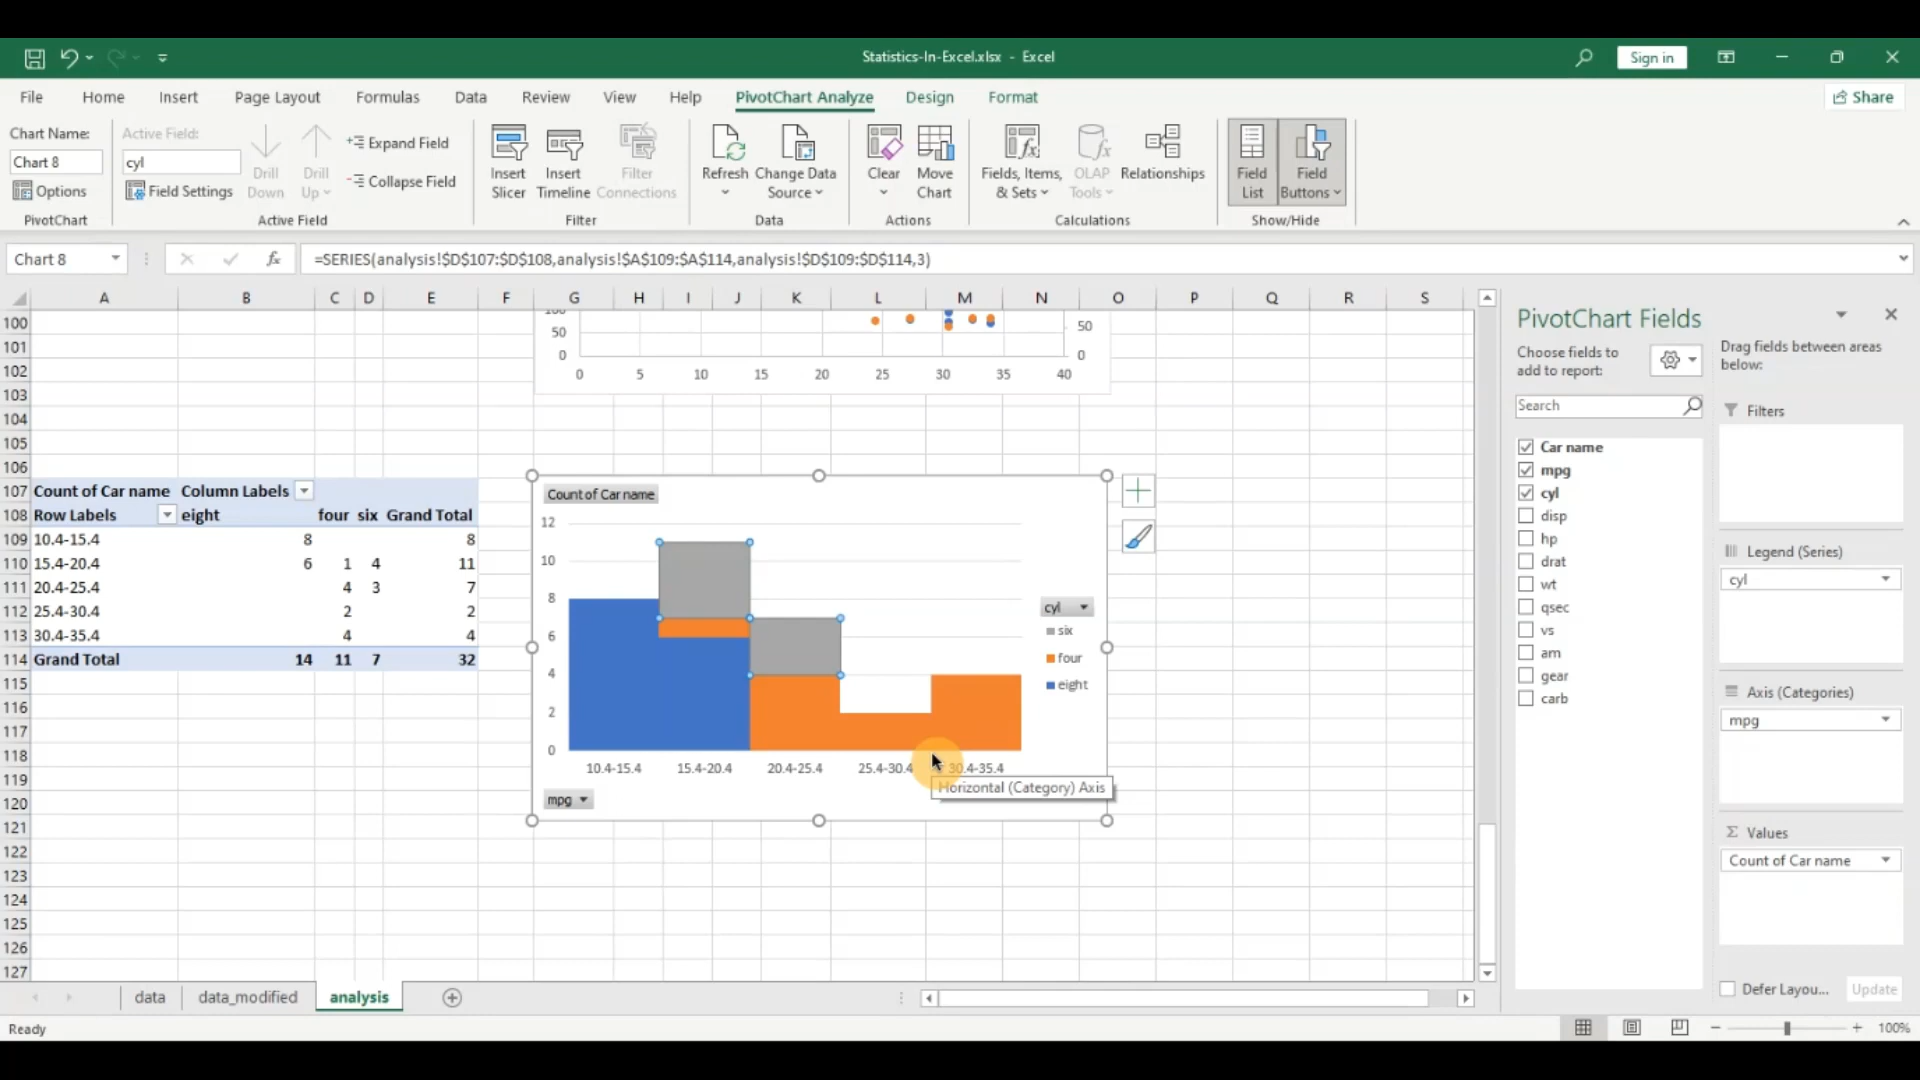 Statistics-In-Excel.xlsx - Excel
Sign in
File Home Insert Page Layout Formulas Data Review View Help PivotChart Analyze Design Format Share
Chart Name: Active Field:
Chart 8 cyl
Options Field Settings
Drill Down Drill Up Expand Field
Collapse Field
Insert Slicer Insert Timeline Filter Connections
Refresh Change Data Source
Clear Move Chart
Fields, Items, & Sets OLAP Tools Relationships
Field List Field Buttons
PivotChart Active Field Filter Data Actions Calculations Show/Hide
Chart 8 fx =SERIES(analysis!$D$107:$D$108,analysis!$A$109:$A$114,analysis!$D$109:$D$114,3)
A B C D E F G H I J K L M N O P Q R S
100
101
102
103
104
105
106
107 Count of Car name Column Labels
108 Row Labels eight four six Grand Total
109 10.4-15.4 8 8
110 15.4-20.4 6 1 4 11
111 20.4-25.4 4 3 7
112 25.4-30.4 2 2
113 30.4-35.4 4 4
114 Grand Total 14 11 7 32
115
116
117
118
119
120
121
122
123
124
125
126
127
50 50
0 0
0 5 10 15 20 25 30 35 40
Count of Car name
12
10
8
6
4
2
0
10.4-15.4 15.4-20.4 20.4-25.4 25.4-30.4 30.4-35.4
cyl
six
four
eight
Horizontal (Category) Axis
mpg
PivotChart Fields
Choose fields to
add to report:
Search
Car name
mpg
cyl
disp
hp
drat
wt
qsec
vs
am
gear
carb
Drag fields between areas
below:
Filters
Legend (Series)
cyl
Axis (Categories)
mpg
Σ Values
Count of Car name
Defer Layou... Update
data data_modified analysis
Ready
100%